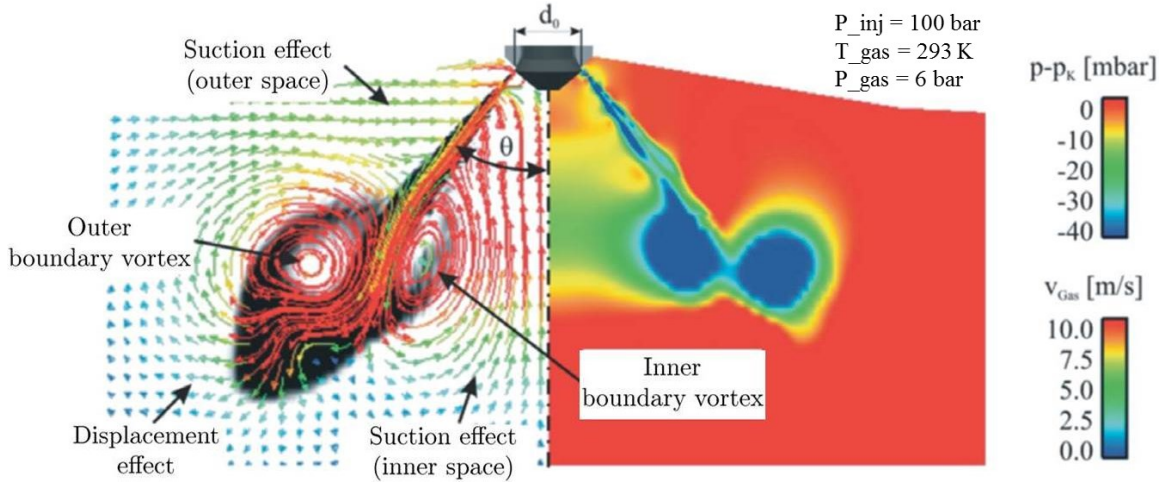 d₀
P_inj = 100 bar
T_gas = 293 K
P_gas = 6 bar
Suction effect
(outer space)
p-pₖ [mbar]
0
-10
-20
-30
-40
θ
Outer
boundary vortex
v_Gas [m/s]
10.0
7.5
5.0
2.5
0.0
Inner
boundary vortex
Displacement
effect
Suction effect
(inner space)